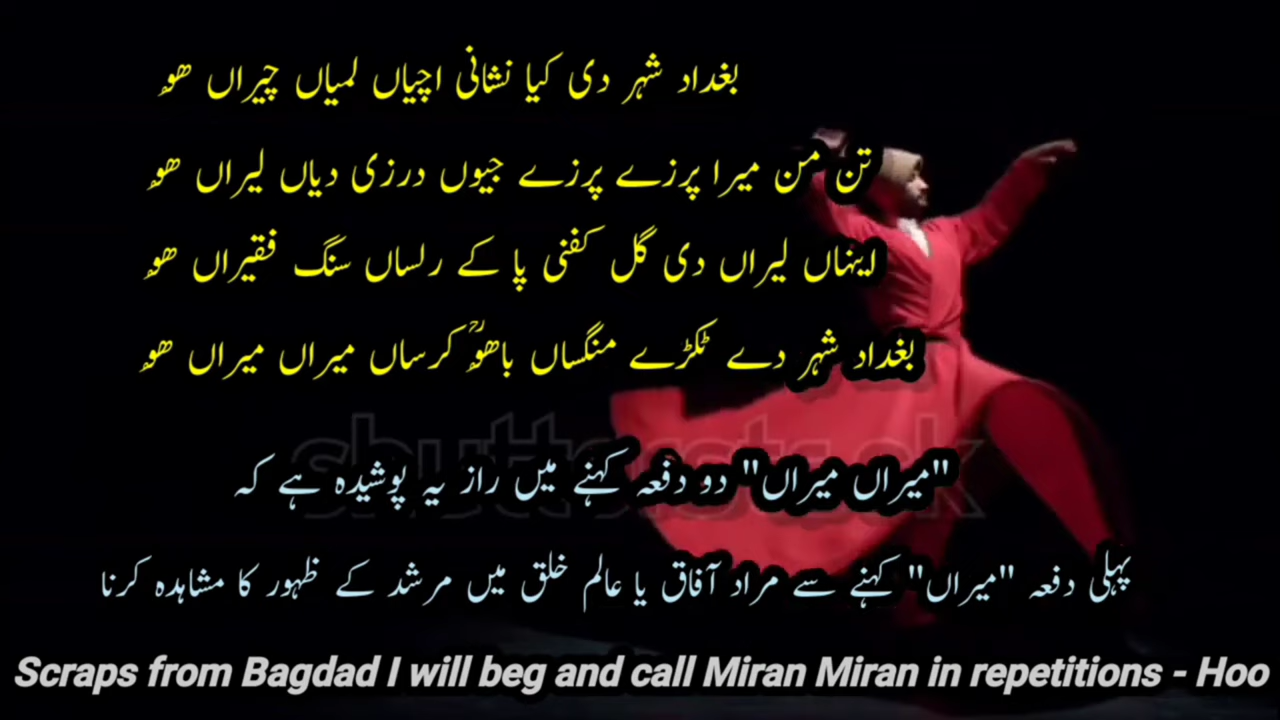 بغداد شہر دی کیا نشانی اچیاں لمیاں چیراں ھوُ
تن من میرا پرزے پرزے جیوں درزی دیاں لیراں ھوُ
اینہاں لیراں دی گل کفنی پا کے رلساں سنگ فقیراں ھوُ
بغداد شہر دے ٹکڑے منگساں باھوؒ کرساں میراں میراں ھوُ
shutterstock
"میراں میراں" دو دفعہ کہنے میں راز یہ پوشیدہ ہے کہ
پہلی دفعہ "میراں" کہنے سے مراد آفاق یا عالم خلق میں مرشد کے ظہور کا مشاہدہ کرنا
Scraps from Bagdad I will beg and call Miran Miran in repetitions - Hoo